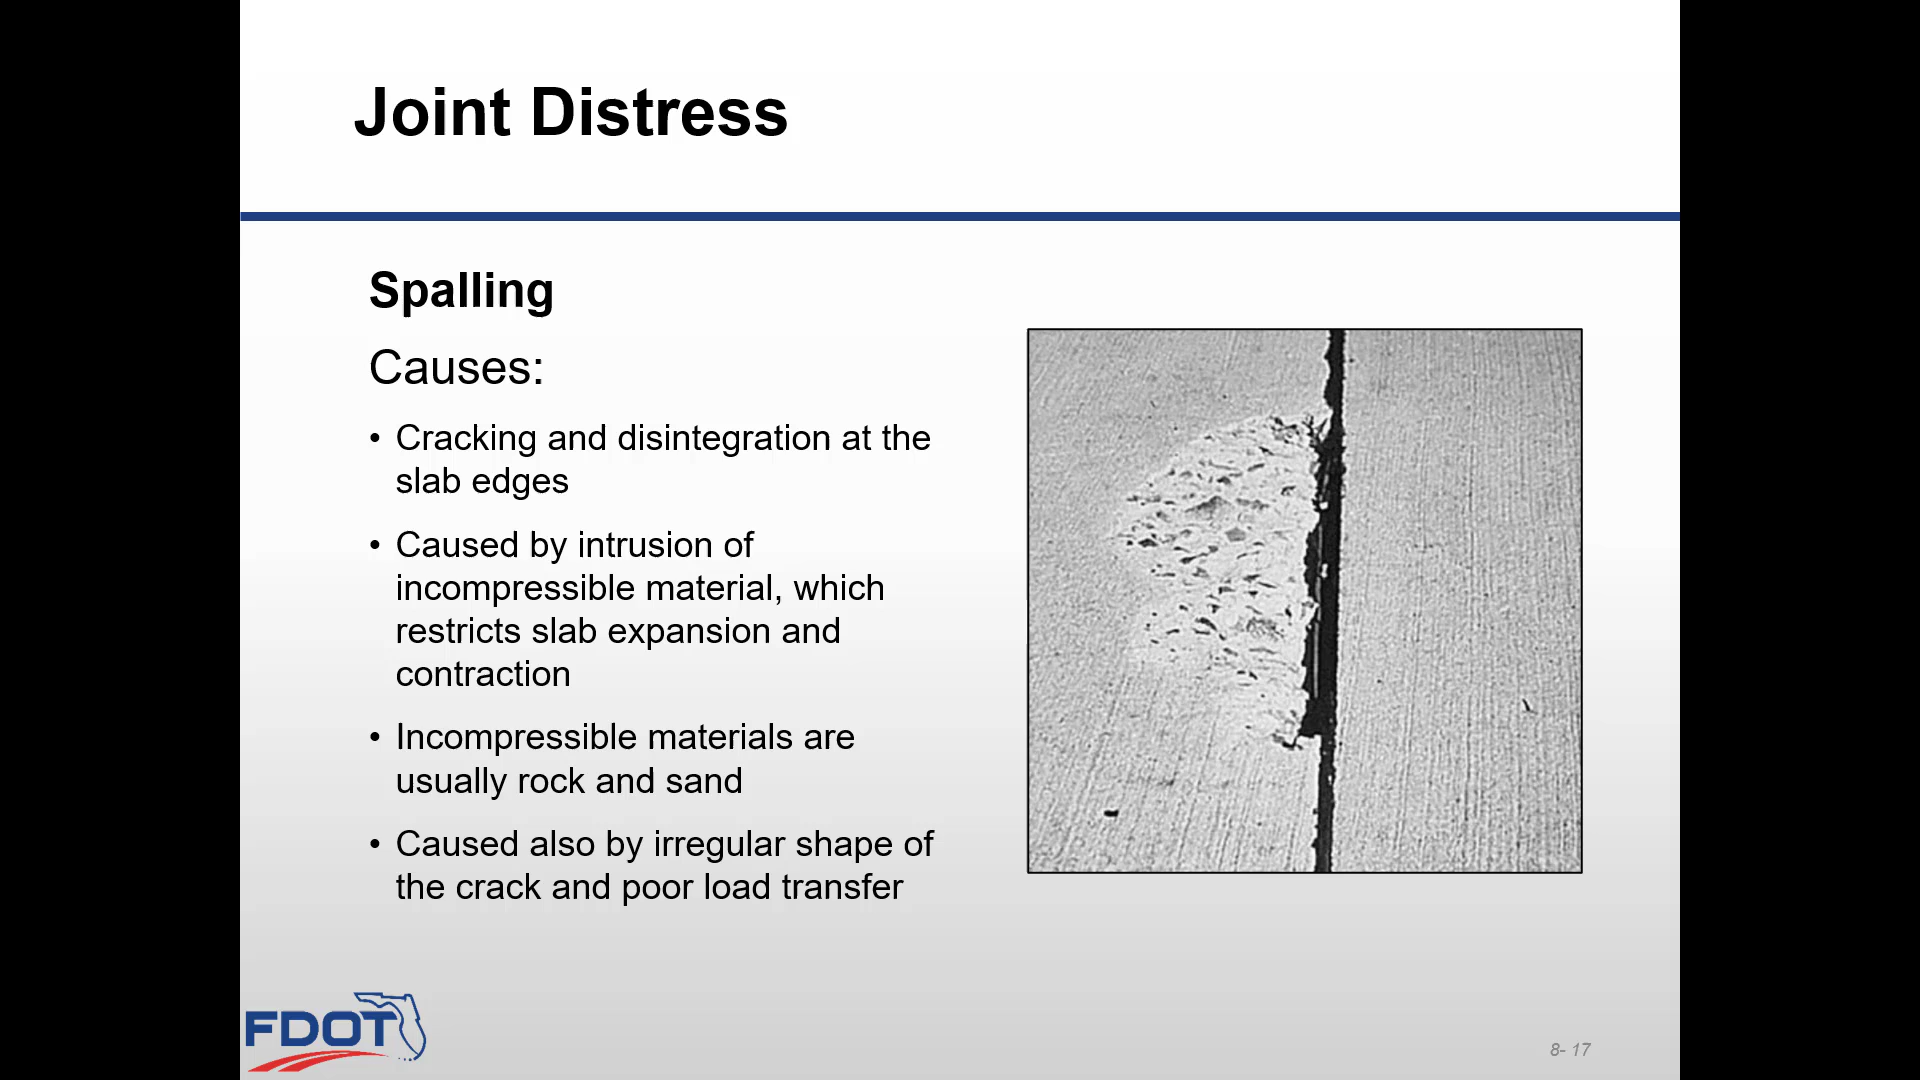 Joint Distress
Spalling
Causes:
• Cracking and disintegration at the
slab edges
• Caused by intrusion of
incompressible material, which
restricts slab expansion and
contraction
• Incompressible materials are
usually rock and sand
• Caused also by irregular shape of
the crack and poor load transfer
FDOT
8- 17